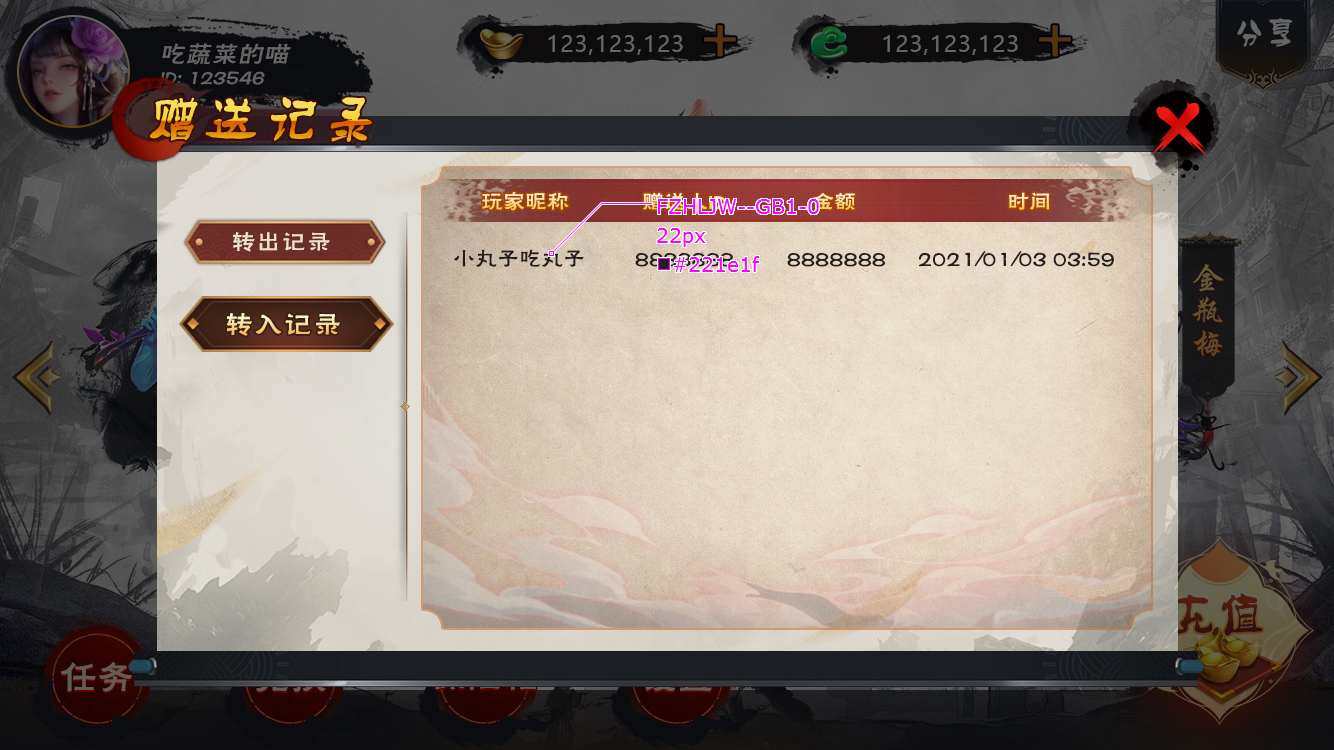 吃蔬菜的喵
ID: 123546
123,123,123
123,123,123
分享
赠送记录
玩家昵称
金额
时间
FZHLJW--GB1-0
22px
#221e1f
转出记录
转入记录
小丸子吃丸子
8888888
2021/01/03 03:59
金瓶梅
充值
任务